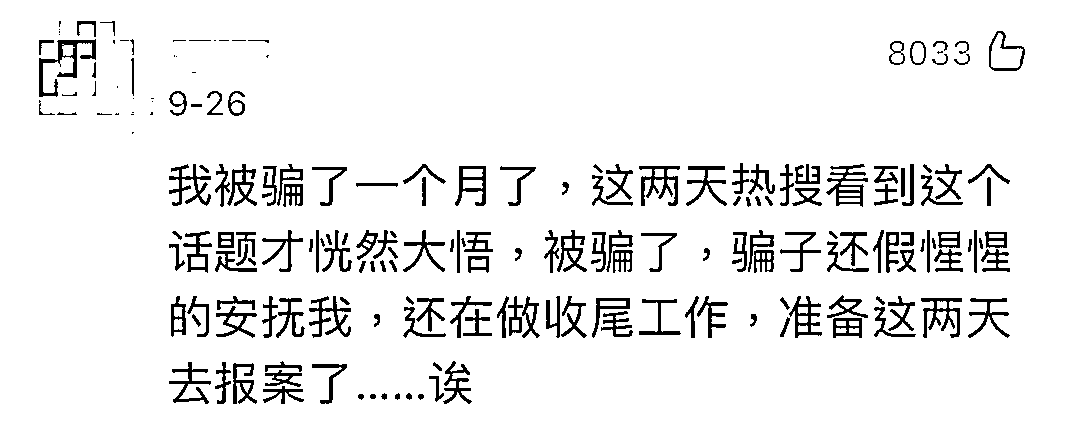 8033
9-26
我被骗了一个月了，这两天热搜看到这个
话题才恍然大悟，被骗了，骗子还假惺惺
的安抚我，还在做收尾工作，准备这两天
去报案了……诶